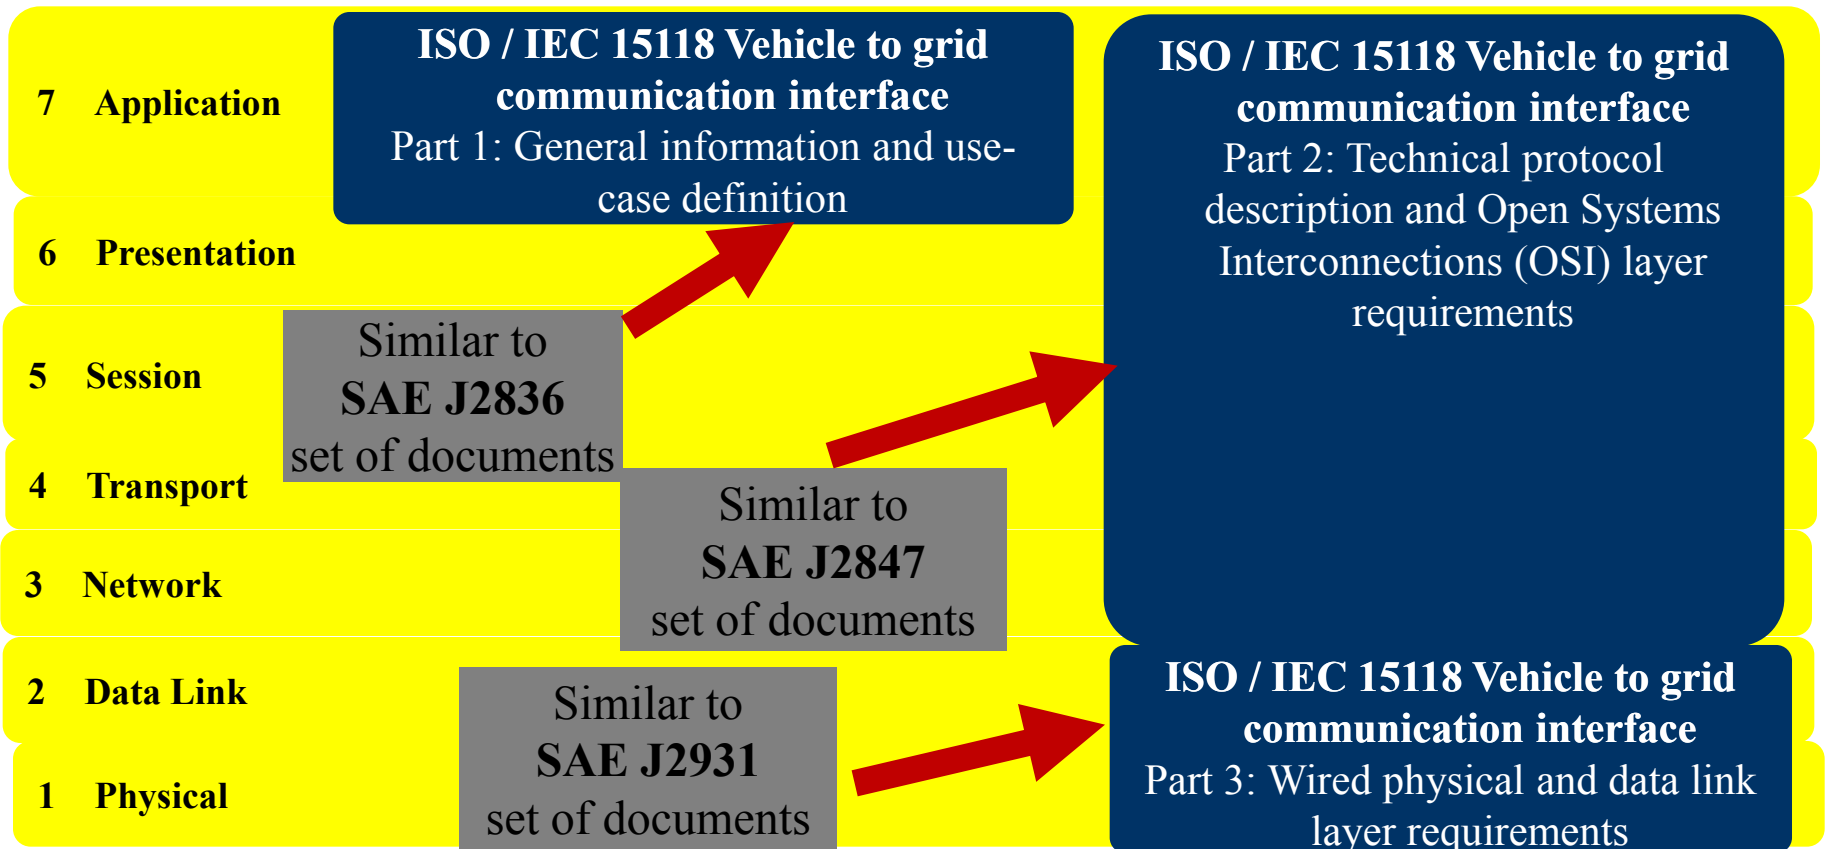 7 Application
ISO / IEC 15118 Vehicle to grid
communication interface
Part 1: General information and use-
case definition
ISO / IEC 15118 Vehicle to grid
communication interface
Part 2: Technical protocol
description and Open Systems
Interconnections (OSI) layer
requirements
6 Presentation
5 Session
Similar to
SAE J2836
set of documents
4 Transport
Similar to
SAE J2847
set of documents
3 Network
2 Data Link
Similar to
SAE J2931
set of documents
ISO / IEC 15118 Vehicle to grid
communication interface
Part 3: Wired physical and data link
layer requirements
1 Physical